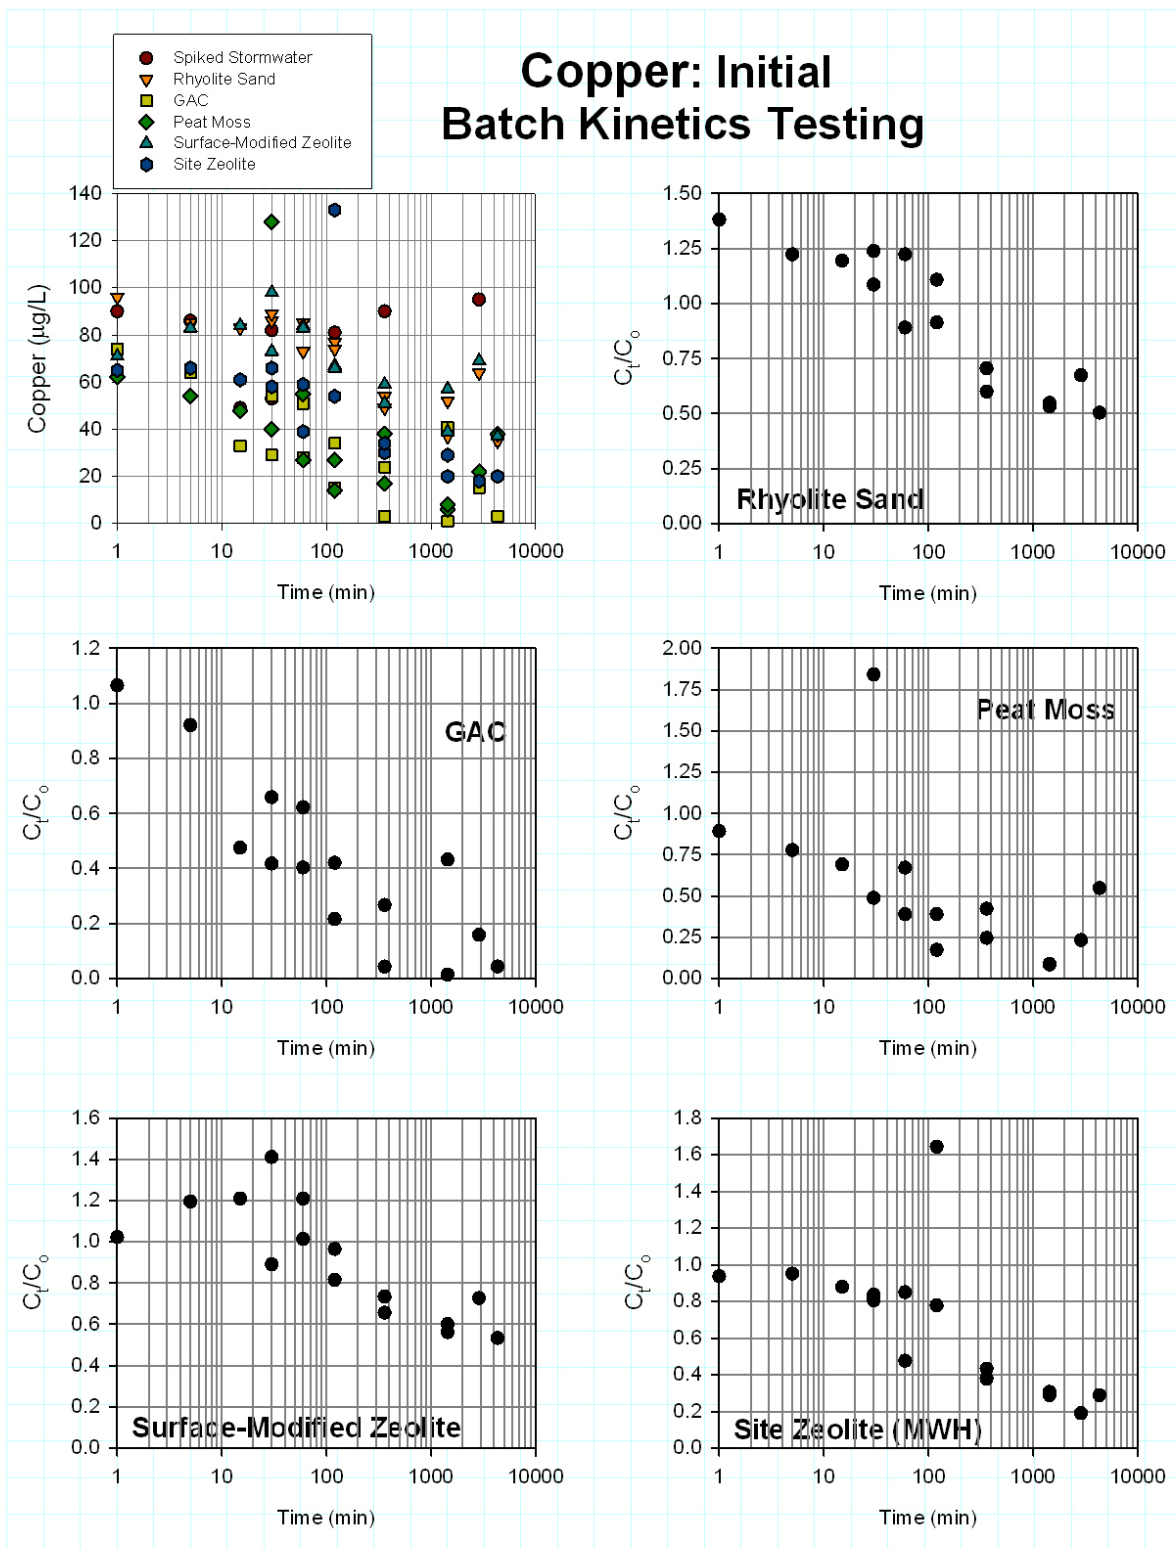 Copper: Initial
Batch Kinetics Testing
Spiked Stormwater
Rhyolite Sand
GAC
Peat Moss
Surface-Modified Zeolite
Site Zeolite
140
120
100
80
60
40
20
0
Copper (µg/L)
1 10 100 1000 10000
Time (min)
1.50
1.25
1.00
0.75
0.50
0.25
0.00
Ct/Co
Rhyolite Sand
1 10 100 1000 10000
Time (min)
1.2
1.0
0.8
0.6
0.4
0.2
0.0
Ct/Co
GAC
1 10 100 1000 10000
Time (min)
2.00
1.75
1.50
1.25
1.00
0.75
0.50
0.25
0.00
Ct/Co
Peat Moss
1 10 100 1000 10000
Time (min)
1.6
1.4
1.2
1.0
0.8
0.6
0.4
0.2
0.0
Ct/Co
Surface-Modified Zeolite
1 10 100 1000 10000
Time (min)
1.8
1.6
1.4
1.2
1.0
0.8
0.6
0.4
0.2
0.0
Ct/Co
Site Zeolite (MWH)
1 10 100 1000 10000
Time (min)